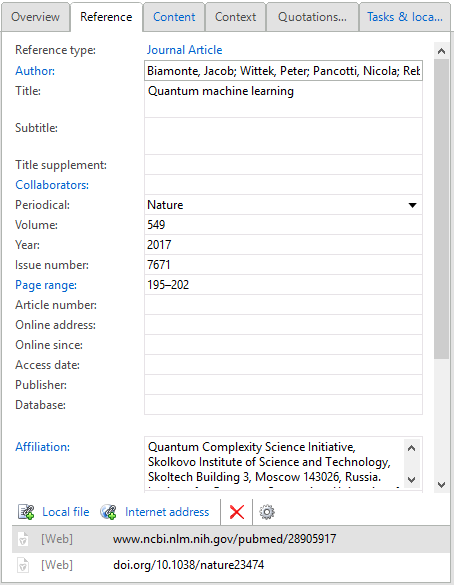 Overview Reference Content Context Quotations... Tasks & loca...
Reference type: Journal Article
Author: Biamonte, Jacob; Wittek, Peter; Pancotti, Nicola; Reb
Title: Quantum machine learning
Subtitle:
Title supplement:
Collaborators:
Periodical: Nature
Volume: 549
Year: 2017
Issue number: 7671
Page range: 195–202
Article number:
Online address:
Online since:
Access date:
Publisher:
Database:
Affiliation: Quantum Complexity Science Initiative,
Skolkovo Institute of Science and Technology,
Skoltech Building 3, Moscow 143026, Russia.
Local file Internet address
[Web] www.ncbi.nlm.nih.gov/pubmed/28905917
[Web] doi.org/10.1038/nature23474